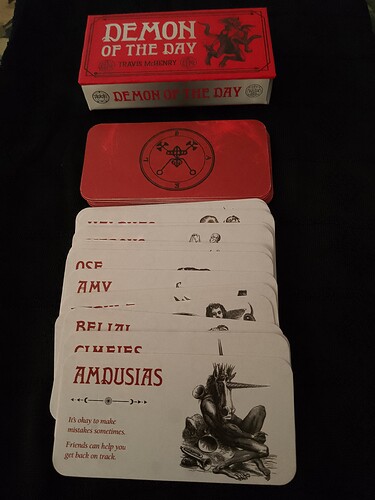 DEMON
OF THE DAY
TRAVIS McHENRY
DEMON OF THE DAY
OSE
AMY
BELIAL
CIMEJES
AMDUSIAS
It's okay to make
mistakes sometimes.
Friends can help you
get back on track.